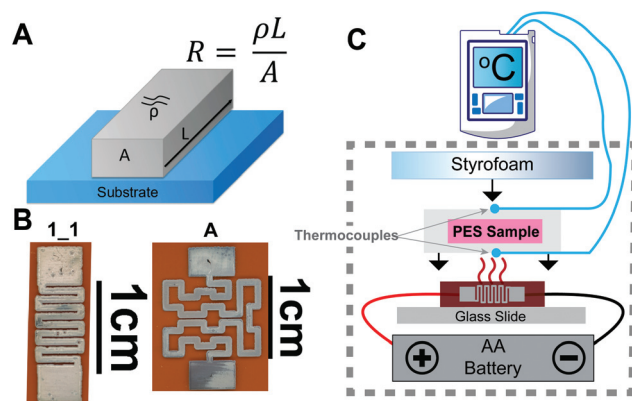 A
R = ρL/A
ρ
L
A
Substrate
B
1_1
1cm
A
1cm
C
°C
Styrofoam
PES Sample
Thermocouples
Glass Slide
+
AA
Battery
−